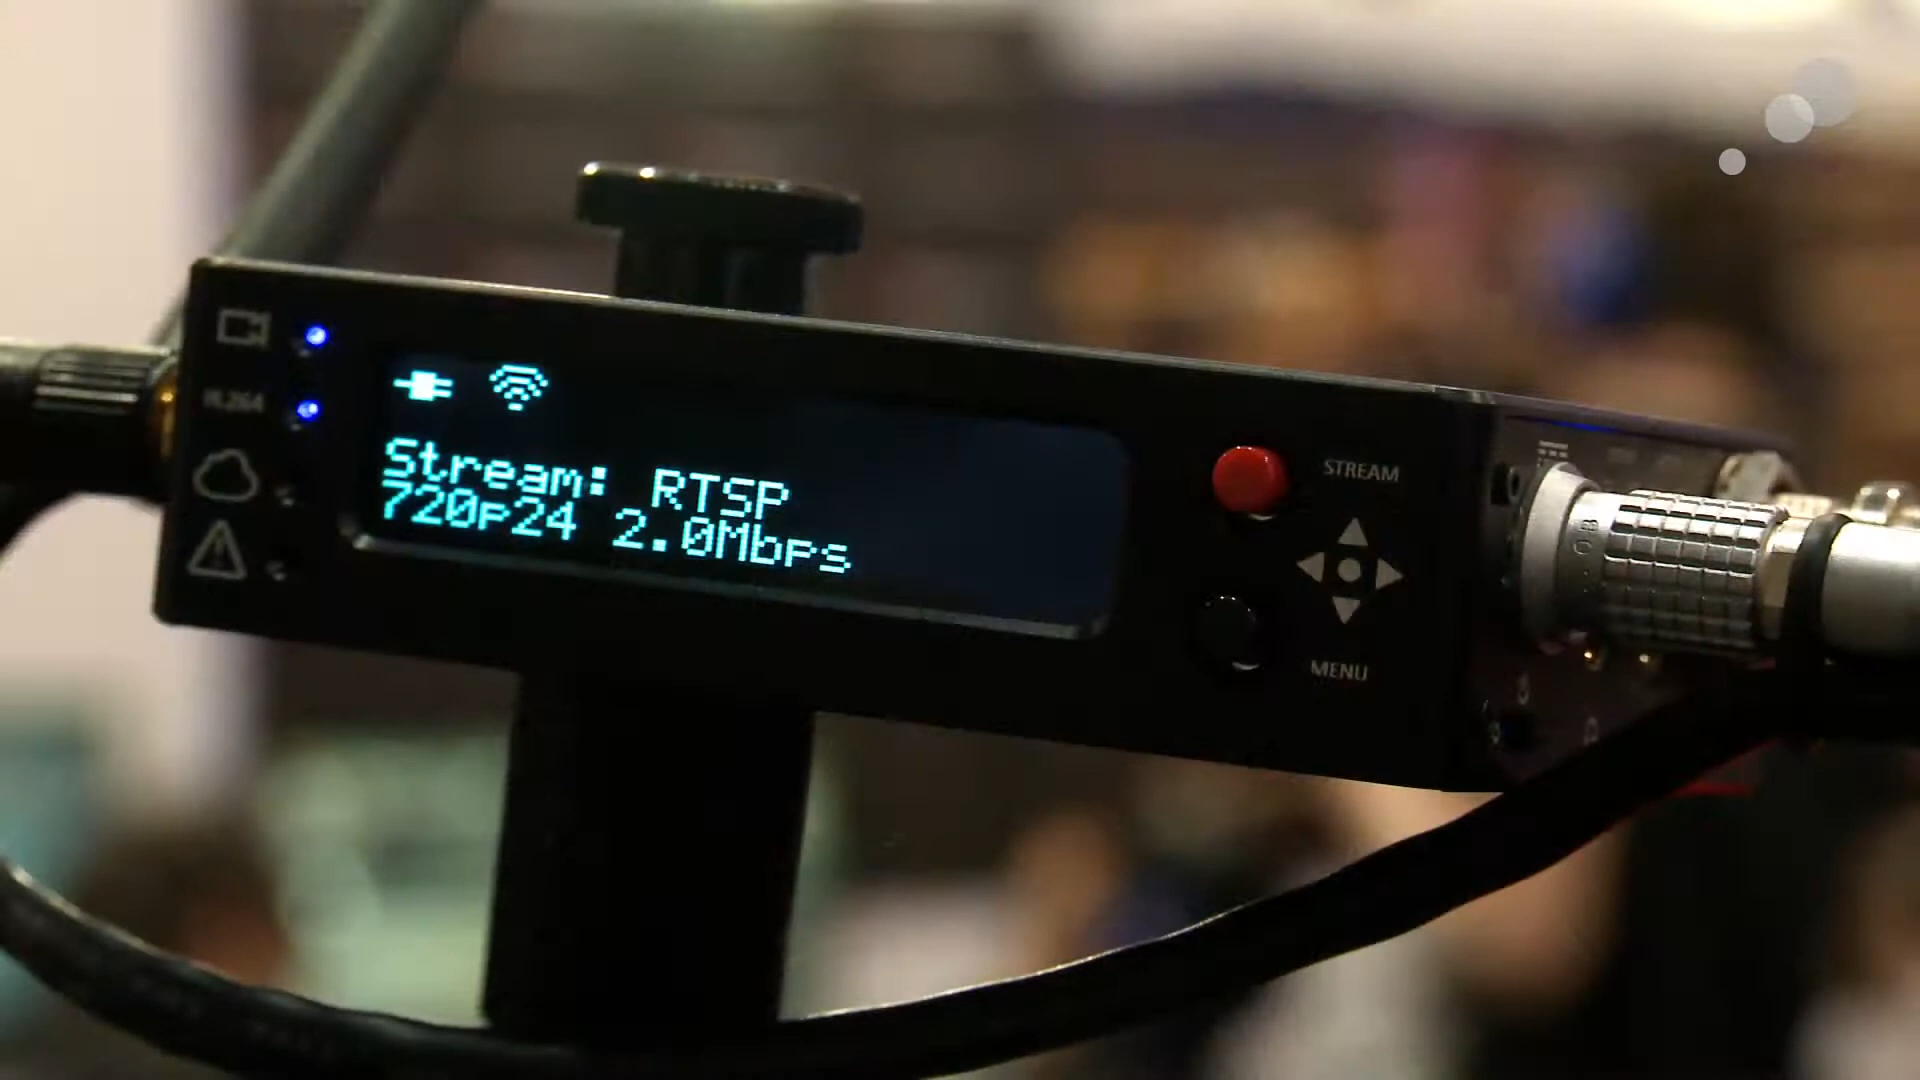 H.264
Stream: RTSP
720p24 2.0Mbps
STREAM
MENU